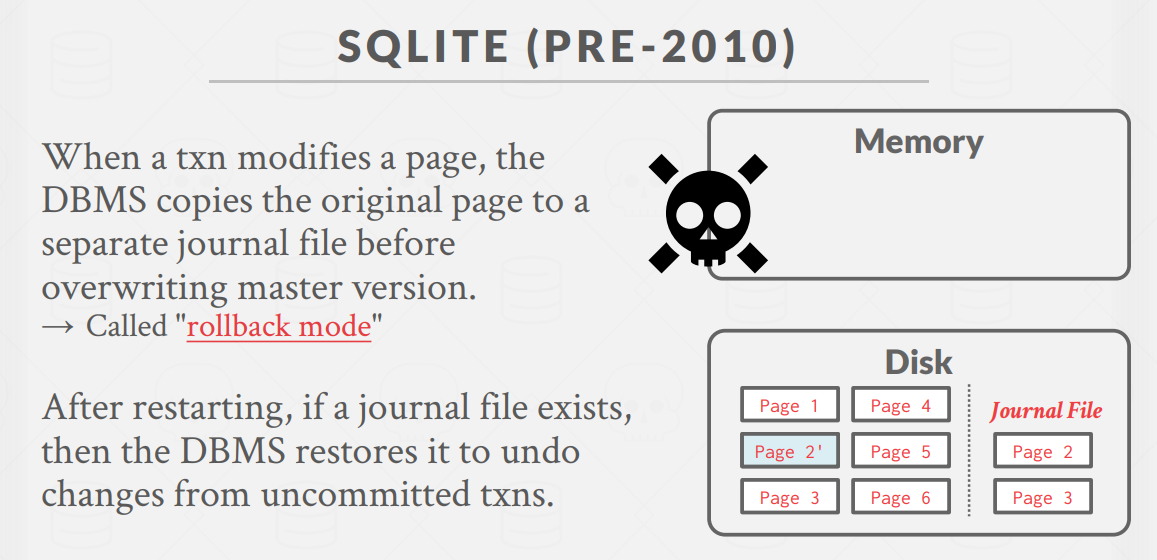 SQLITE (PRE-2010)
When a txn modifies a page, the
DBMS copies the original page to a
separate journal file before
overwriting master version.
→ Called "rollback mode"
After restarting, if a journal file exists,
then the DBMS restores it to undo
changes from uncommitted txns.
Memory
Disk
Page 1
Page 4
Page 2'
Page 5
Page 3
Page 6
Journal File
Page 2
Page 3